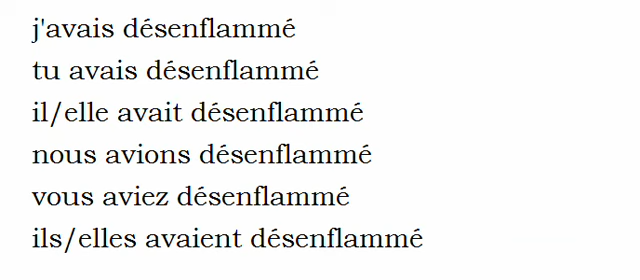 j'avais désenflammé
tu avais désenflammé
il/elle avait désenflammé
nous avions désenflammé
vous aviez désenflammé
ils/elles avaient désenflammé